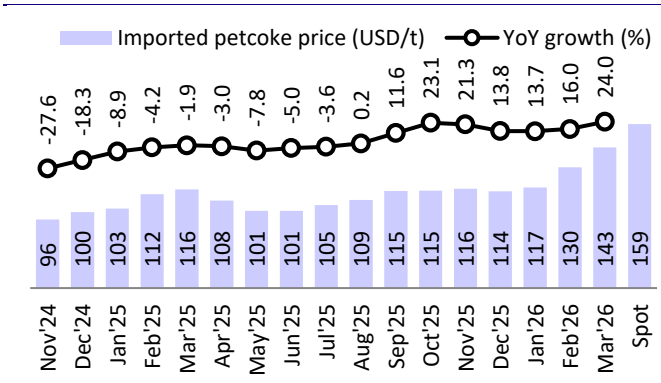 Imported petcoke price (USD/t) YoY growth (%)
-27.6 -18.3 -8.9 -4.2 -1.9 -3.0 -7.8 -5.0 -3.6 0.2 11.6 23.1 21.3 13.8 13.7 16.0 24.0
96 100 103 112 116 108 101 101 105 109 115 115 116 114 117 130 143 159
Nov'24 Dec'24 Jan'25 Feb'25 Mar'25 Apr'25 May'25 Jun'25 Jul'25 Aug'25 Sep'25 Oct'25 Nov'25 Dec'25 Jan'26 Feb'26 Mar'26 Spot